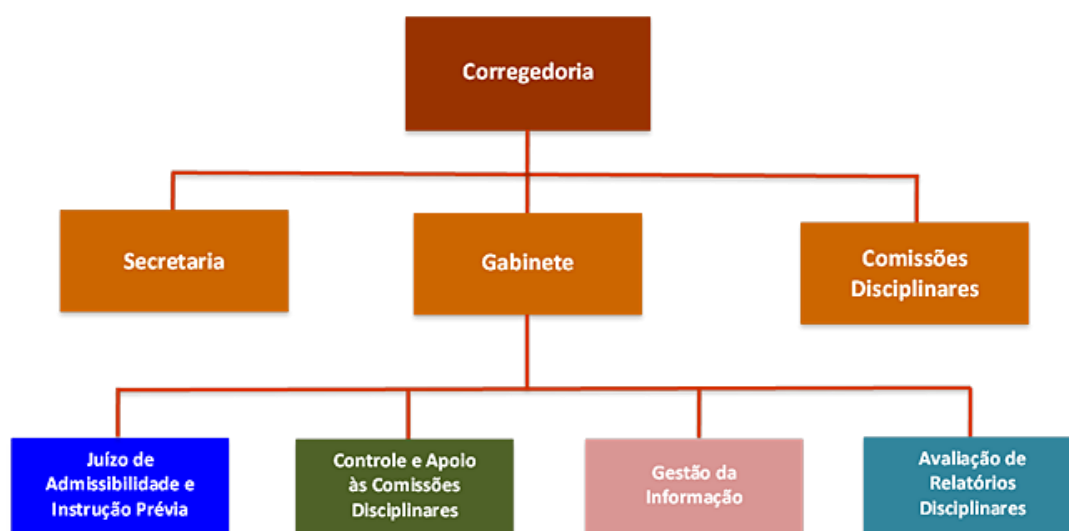 Corregedoria
Secretaria
Gabinete
Comissões
Disciplinares
Juízo de
Admissibilidade e
Instrução Prévia
Controle e Apoio
às Comissões
Disciplinares
Gestão da
Informação
Avaliação de
Relatórios
Disciplinares